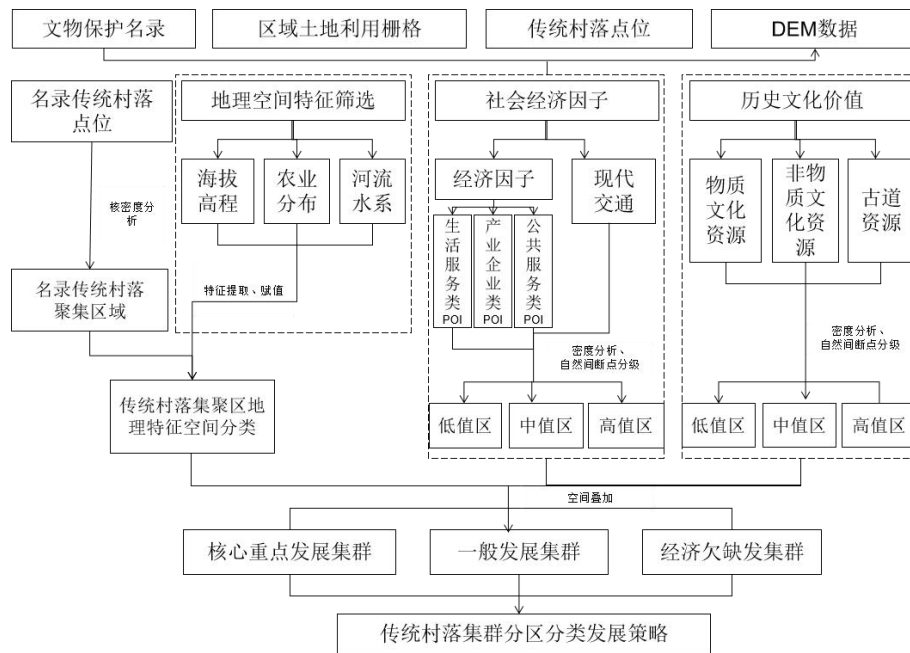 文物保护名录
区域土地利用栅格
传统村落点位
DEM数据
名录传统村落
点位
地理空间特征筛选
社会经济因子
历史文化价值
海拔
高程
农业
分布
河流
水系
经济因子
现代
交通
物质
文化
资源
非物
质文
化资
源
古道
资源
核密度分
析
生活服务类POI
产业企业类POI
公共服务类POI
名录传统村落
聚集区域
特征提取、赋值
密度分析、
自然间断点分级
密度分析、
自然间断点分级
传统村落集聚区地
理特征空间分类
低值区
中值区
高值区
低值区
中值区
高值区
空间叠加
核心重点发展集群
一般发展集群
经济欠缺发集群
传统村落集群分区分类发展策略